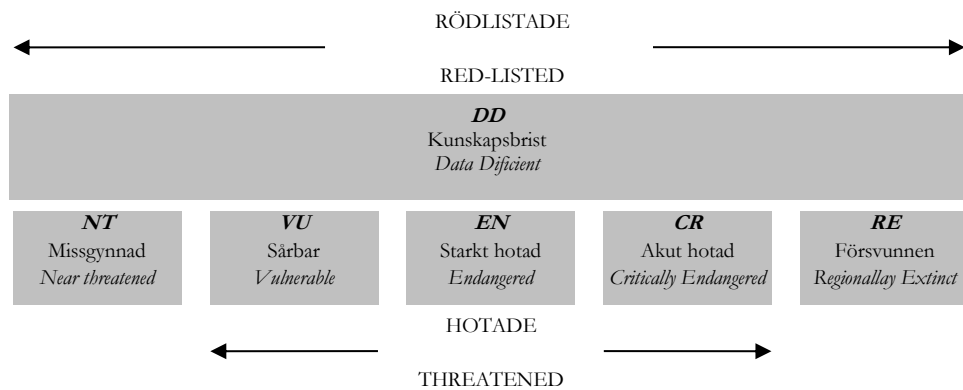 RÖDLISTADE
RED-LISTED
DD
Kunskapsbrist
Data Dificient
NT
Missgynnad
Near threatened
VU
Sårbar
Vulnerable
EN
Starkt hotad
Endangered
CR
Akut hotad
Critically Endangered
RE
Försvunnen
Regionallay Extinct
HOTADE
THREATENED